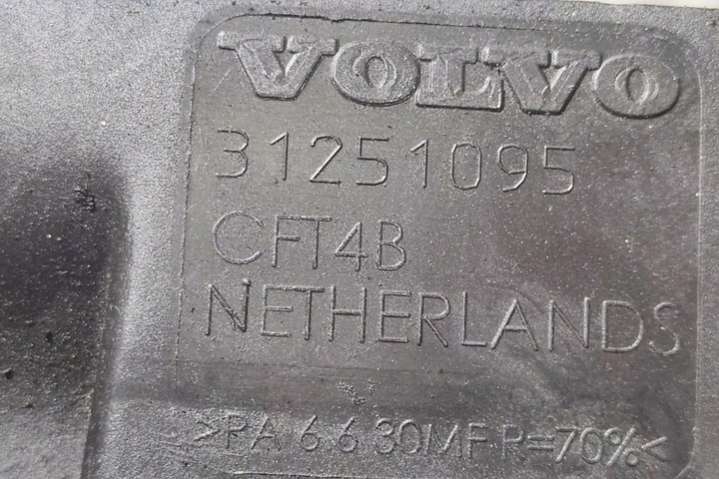 VOLVO
31251095
CFT4B
NETHERLANDS
>PA 6 6 30MF R=70%<